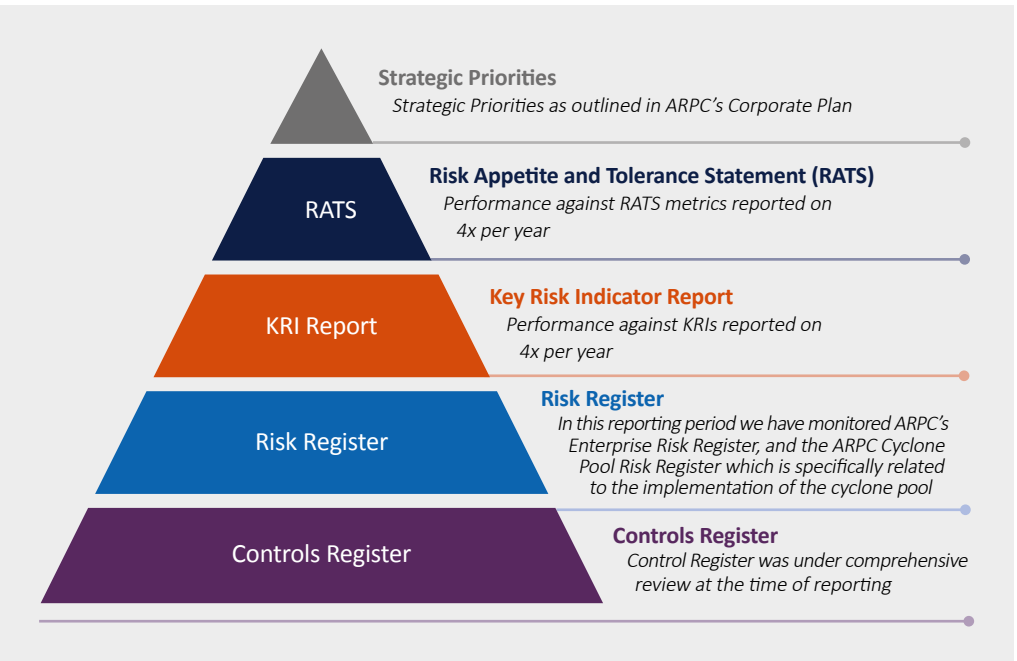 Strategic Priorities
Strategic Priorities as outlined in ARPC's Corporate Plan
RATS
Risk Appetite and Tolerance Statement (RATS)
Performance against RATS metrics reported on
4x per year
KRI Report
Key Risk Indicator Report
Performance against KRIs reported on
4x per year
Risk Register
Risk Register
In this reporting period we have monitored ARPC's
Enterprise Risk Register, and the ARPC Cyclone
Pool Risk Register which is specifically related
to the implementation of the cyclone pool
Controls Register
Controls Register
Control Register was under comprehensive
review at the time of reporting